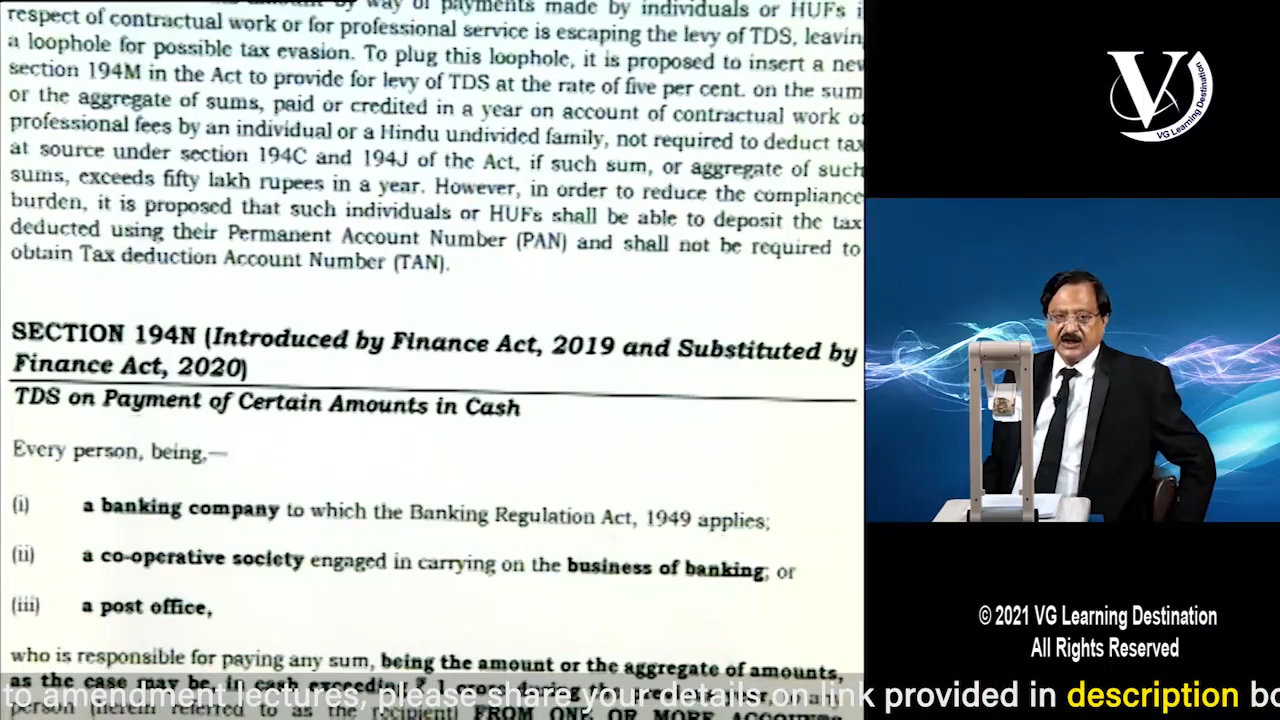 way of payments made by individuals or HUFs
respect of contractual work or for professional service is escaping the levy of TDS, leavin
a loophole for possible tax evasion. To plug this loophole, it is proposed to insert a new
section 194M in the Act to provide for levy of TDS at the rate of five per cent. on the sum
or the aggregate of sums, paid or credited in a year on account of contractual work or
professional fees by an individual or a Hindu undivided family, not required to deduct tax
at source under section 194C and 194J of the Act, if such sum, or aggregate of such
sums, exceeds fifty lakh rupees in a year. However, in order to reduce the compliance
burden, it is proposed that such individuals or HUFs shall be able to deposit the tax
deducted using their Permanent Account Number (PAN) and shall not be required to
obtain Tax deduction Account Number (TAN).
SECTION 194N (Introduced by Finance Act, 2019 and Substituted by
Finance Act, 2020)
TDS on Payment of Certain Amounts in Cash
Every person, being,—
(i) a banking company to which the Banking Regulation Act, 1949 applies;
(ii) a co-operative society engaged in carrying on the business of banking; or
(iii) a post office,
who is responsible for paying any sum, being the amount or the aggregate of amounts,
to amendment lectures, please share your details on link provided in description bo
V
VG Learning Destination
© 2021 VG Learning Destination
All Rights Reserved